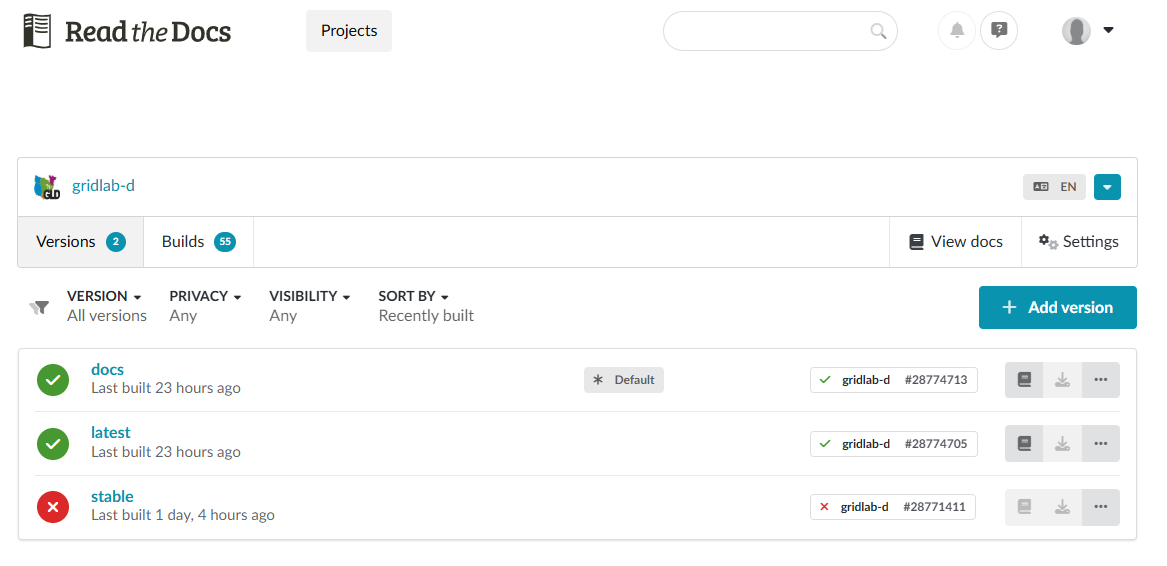 Read the Docs
Projects
gridlab-d
EN
Versions 2
Builds 55
View docs
Settings
VERSION
All versions
PRIVACY
Any
VISIBILITY
Any
SORT BY
Recently built
+ Add version
docs
Last built 23 hours ago
Default
gridlab-d #28774713
latest
Last built 23 hours ago
gridlab-d #28774705
stable
Last built 1 day, 4 hours ago
gridlab-d #28771411